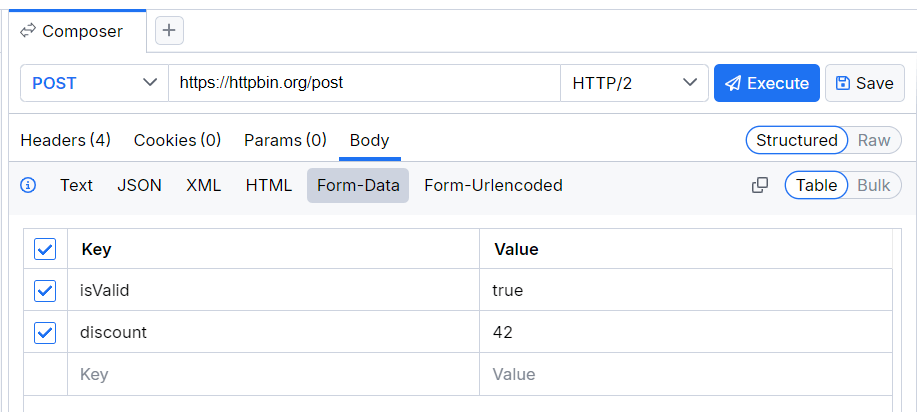 Composer
POST https://httpbin.org/post HTTP/2 Execute Save
Headers (4) Cookies (0) Params (0) Body Structured Raw
Text JSON XML HTML Form-Data Form-Urlencoded Table Bulk
Key Value
isValid true
discount 42
Key Value